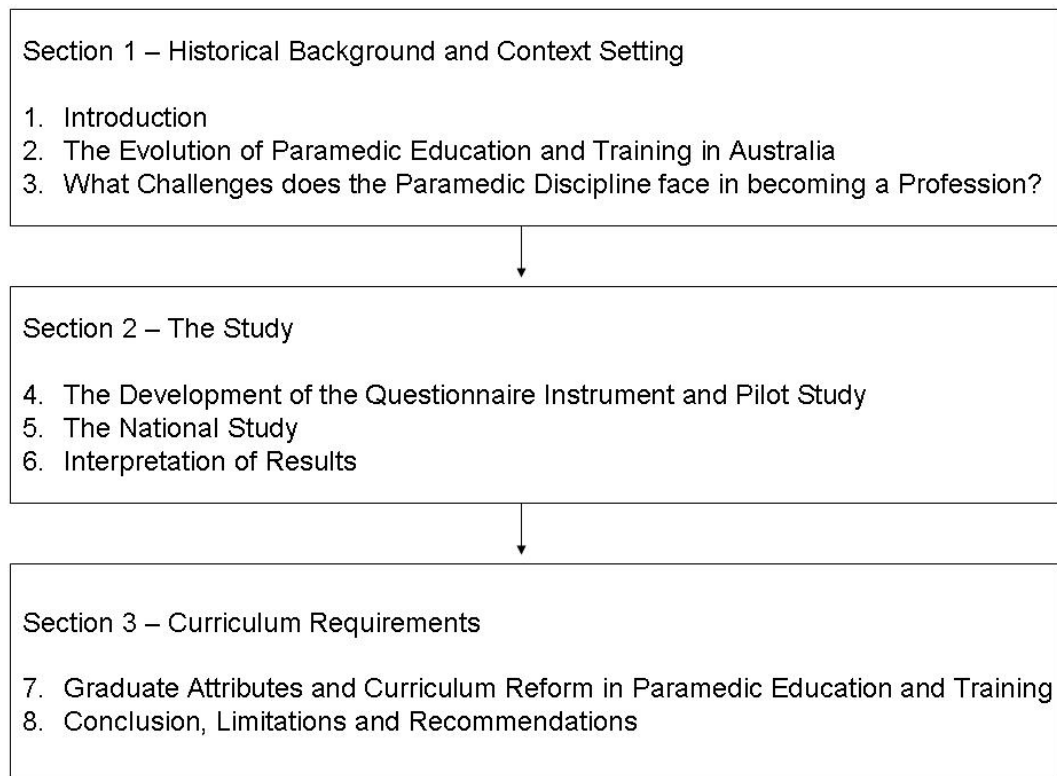 Section 1 – Historical Background and Context Setting
1. Introduction
2. The Evolution of Paramedic Education and Training in Australia
3. What Challenges does the Paramedic Discipline face in becoming a Profession?
Section 2 – The Study
4. The Development of the Questionnaire Instrument and Pilot Study
5. The National Study
6. Interpretation of Results
Section 3 – Curriculum Requirements
7. Graduate Attributes and Curriculum Reform in Paramedic Education and Training
8. Conclusion, Limitations and Recommendations